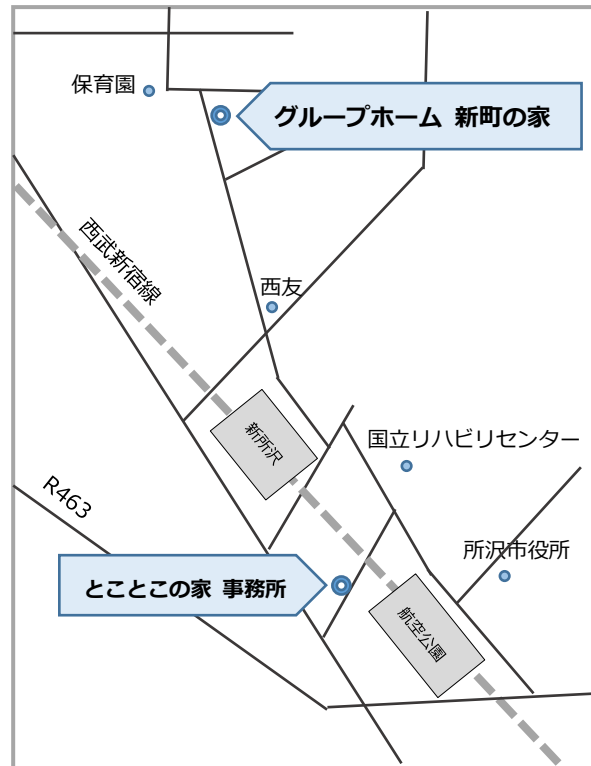 保育園
グループホーム 新町の家
西武新宿線
西友
新所沢
国立リハビリセンター
R463
所沢市役所
とことこの家 事務所
航空公園